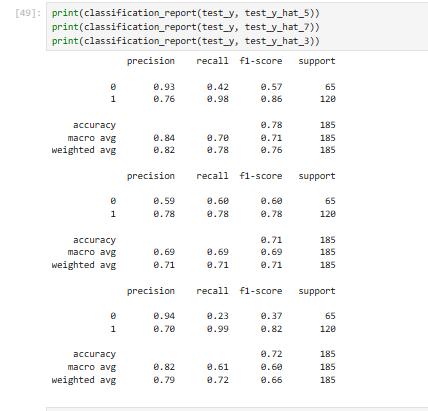 [49]: print(classification_report(test_y, test_y_hat_5))
print(classification_report(test_y, test_y_hat_7))
print(classification_report(test_y, test_y_hat_3))
precision recall f1-score support
0 0.93 0.42 0.57 65
1 0.76 0.98 0.86 120
accuracy 0.78 185
macro avg 0.84 0.70 0.71 185
weighted avg 0.82 0.78 0.76 185
precision recall f1-score support
0 0.59 0.60 0.60 65
1 0.78 0.78 0.78 120
accuracy 0.71 185
macro avg 0.69 0.69 0.69 185
weighted avg 0.71 0.71 0.71 185
precision recall f1-score support
0 0.94 0.23 0.37 65
1 0.70 0.99 0.82 120
accuracy 0.72 185
macro avg 0.82 0.61 0.60 185
weighted avg 0.79 0.72 0.66 185